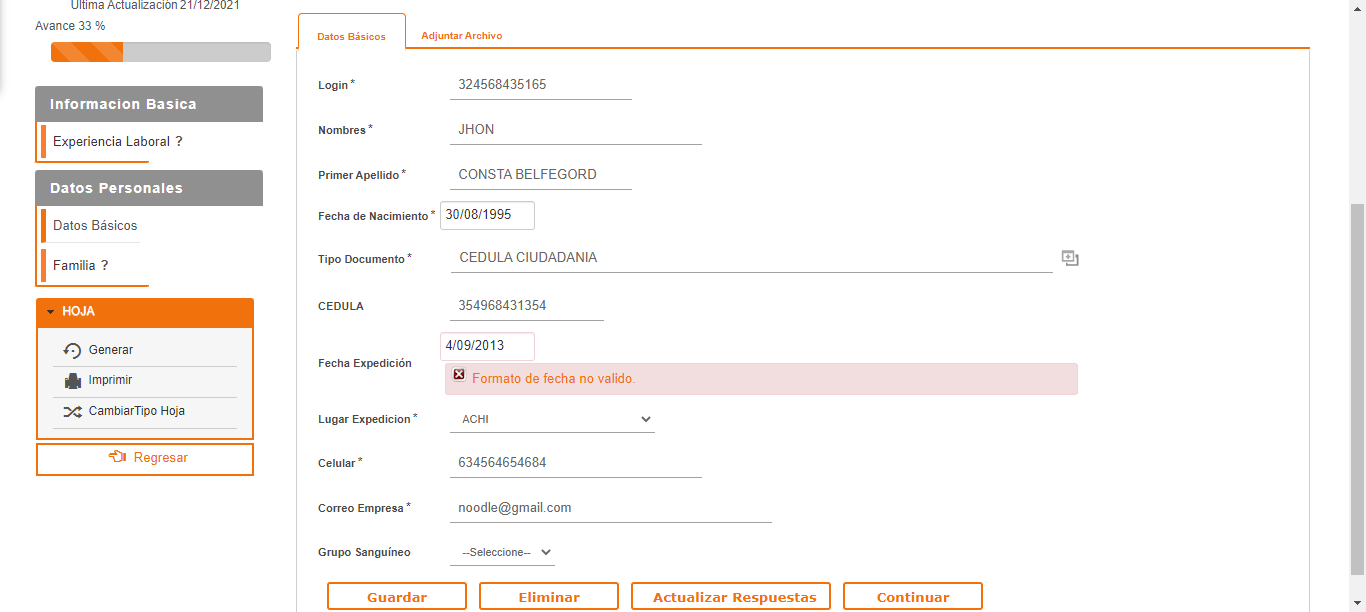 Ultima Actualización 21/12/2021
Avance 33 %
Informacion Basica
Experiencia Laboral ?
Datos Personales
Datos Básicos
Familia ?
HOJA
Generar
Imprimir
CambiarTipo Hoja
Regresar
Datos Básicos Adjuntar Archivo
Login* 324568435165
Nombres* JHON
Primer Apellido* CONSTA BELFEGORD
Fecha de Nacimiento* 30/08/1995
Tipo Documento* CEDULA CIUDADANIA
CEDULA 354968431354
Fecha Expedición 4/09/2013
Formato de fecha no valido.
Lugar Expedicion* ACHI
Celular* 634564654684
Correo Empresa* noodle@gmail.com
Grupo Sanguíneo --Seleccione--
Guardar Eliminar Actualizar Respuestas Continuar